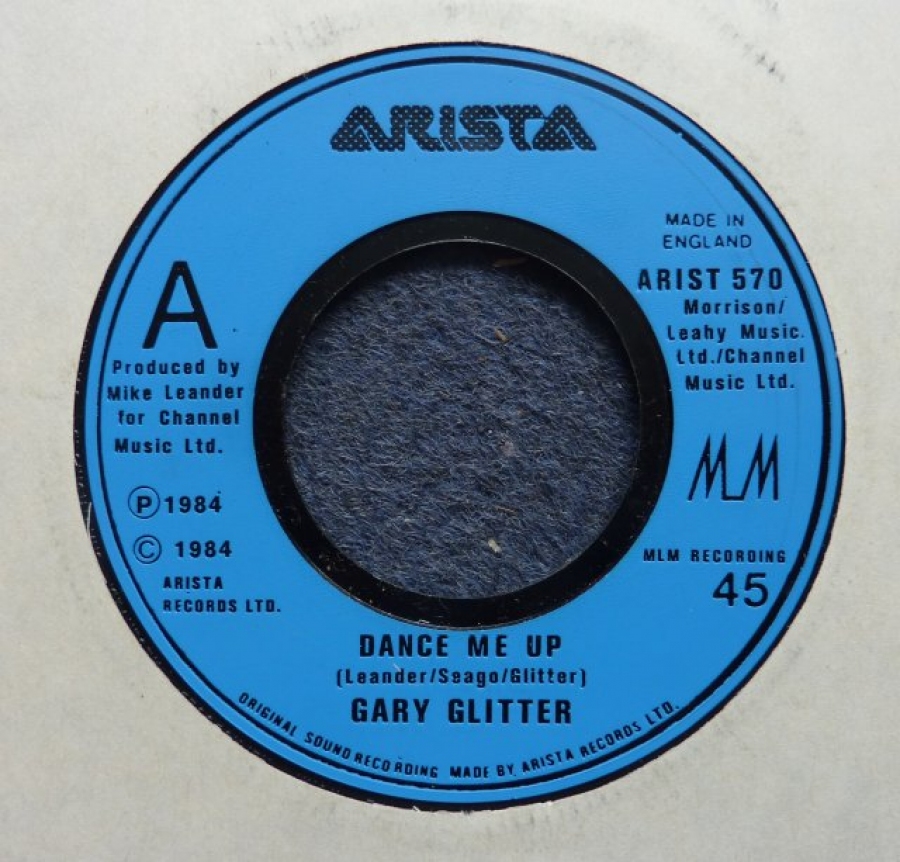 ARISTA
MADE IN
ENGLAND
ARIST 570
Morrison/
Leahy Music.
Ltd./Channel
Music Ltd.
A
Produced by
Mike Leander
for Channel
Music Ltd.
Ⓟ 1984
© 1984
ARISTA
RECORDS LTD.
MLM
MLM RECORDING
45
DANCE ME UP
(Leander/Seago/Glitter)
GARY GLITTER
ORIGINAL SOUND RECORDING MADE BY ARISTA RECORDS LTD.